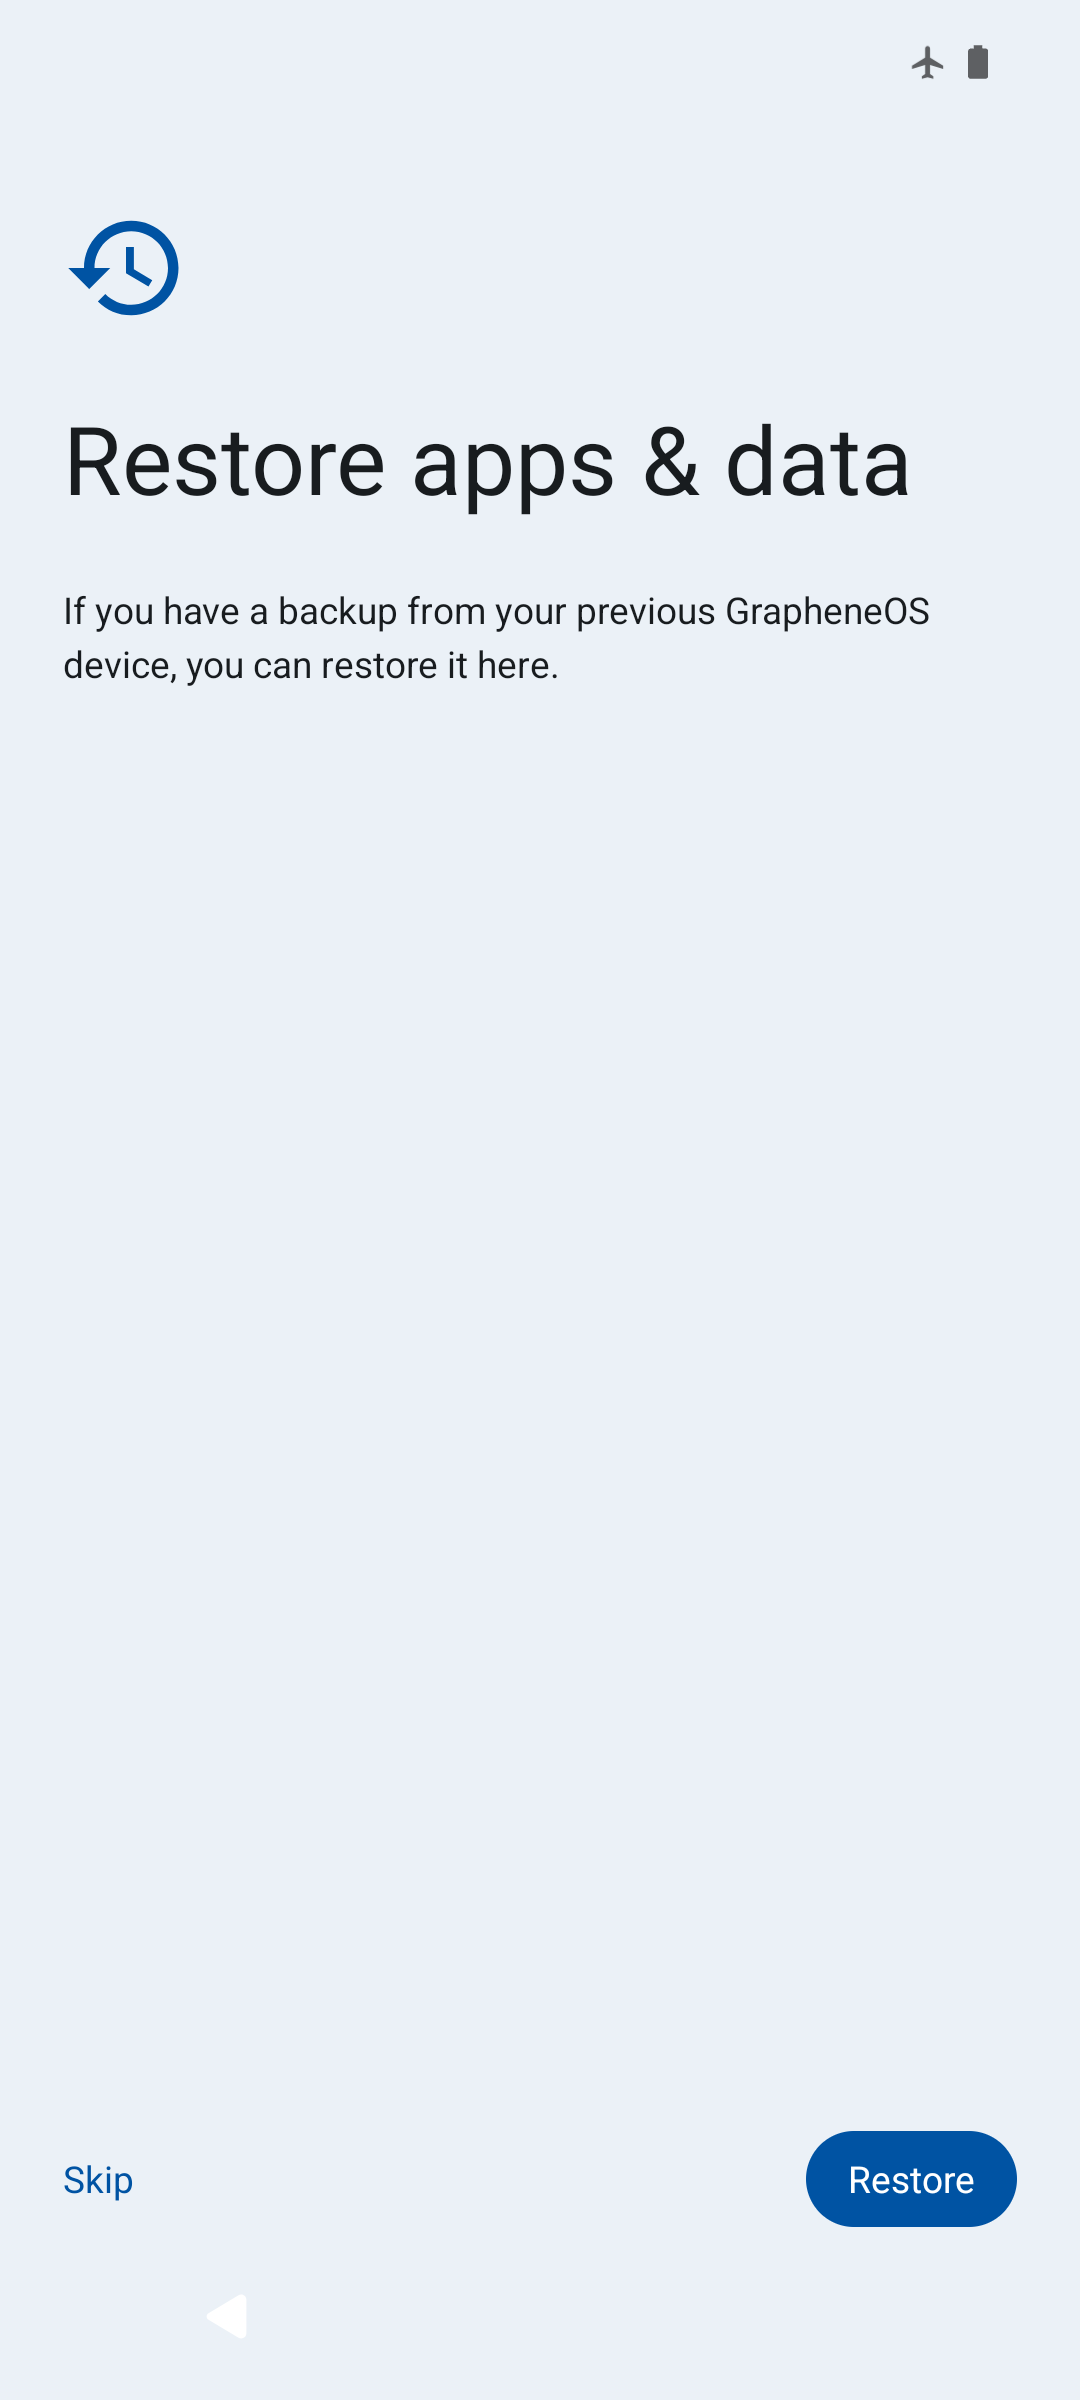 Restore apps & data
If you have a backup from your previous GrapheneOS
device, you can restore it here.
Skip
Restore